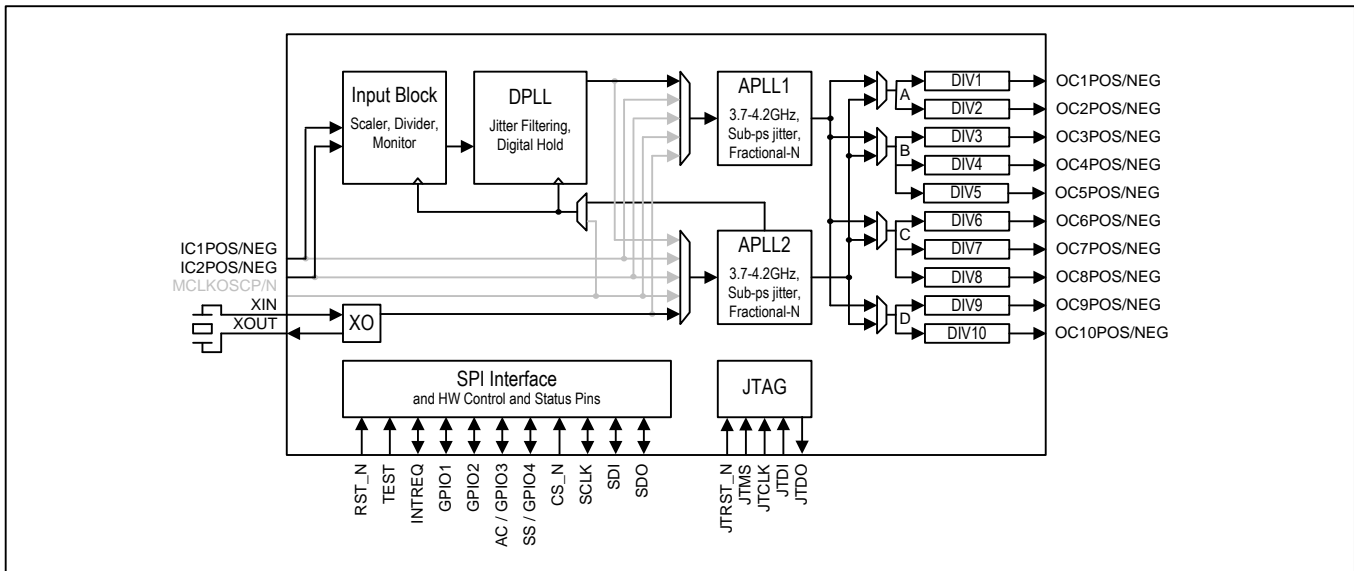 Input Block
Scaler, Divider,
Monitor
DPLL
Jitter Filtering,
Digital Hold
APLL1
3.7-4.2GHz,
Sub-ps jitter,
Fractional-N
APLL2
3.7-4.2GHz,
Sub-ps jitter,
Fractional-N
A
B
C
D
DIV1
DIV2
DIV3
DIV4
DIV5
DIV6
DIV7
DIV8
DIV9
DIV10
OC1POS/NEG
OC2POS/NEG
OC3POS/NEG
OC4POS/NEG
OC5POS/NEG
OC6POS/NEG
OC7POS/NEG
OC8POS/NEG
OC9POS/NEG
OC10POS/NEG
IC1POS/NEG
IC2POS/NEG
MCLKOSCP/N
XIN
XOUT
XO
SPI Interface
and HW Control and Status Pins
JTAG
RST_N
TEST
INTREQ
GPIO1
GPIO2
AC / GPIO3
SS / GPIO4
CS_N
SCLK
SDI
SDO
JTRST_N
JTMS
JTCLK
JTDI
JTDO